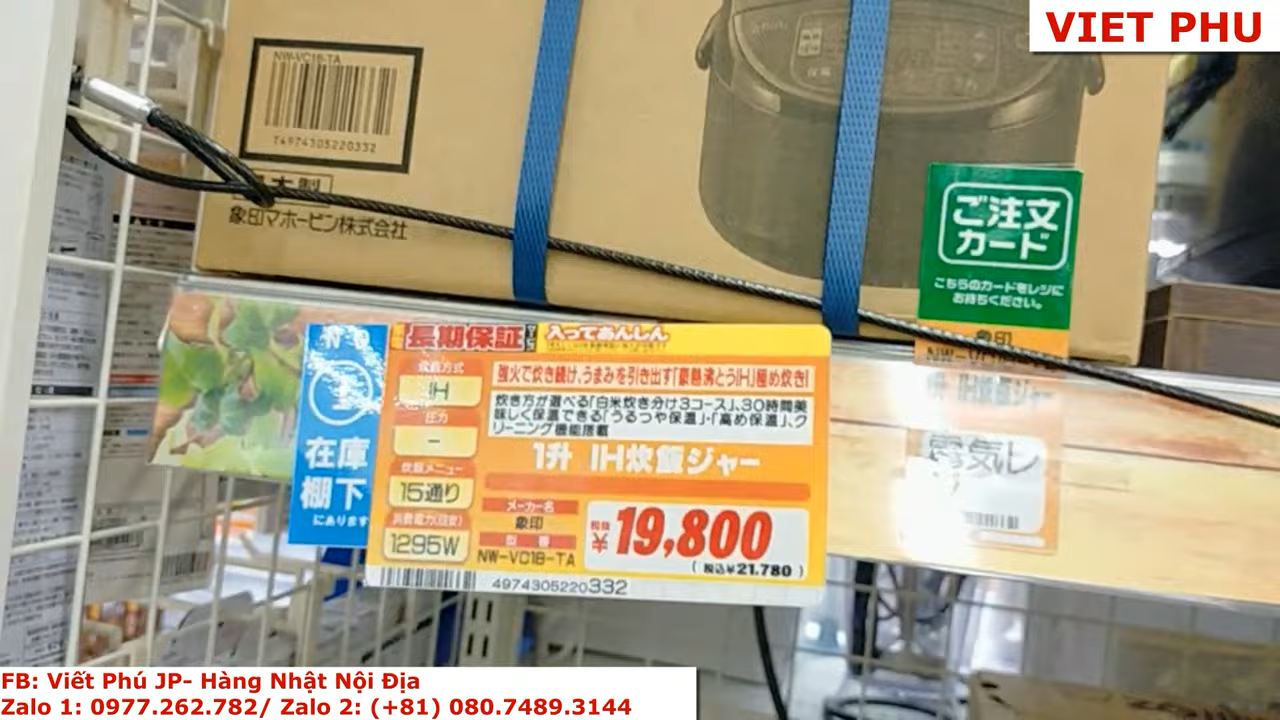 VIET PHU
NW-VC18-TA
T4974305220332
日本製
象印マホービン株式会社
ご注文
カード
こちらのカードをレジに
お持ちください。
象印
電気レ
在庫
棚下
にあります
長期保証
入ってあんしん
炊飯方式
IH
圧力
－
炊飯メニュー
15通り
消費電力(目安)
1295W
強火で炊き続け、うまみを引き出す「豪熱沸とうIH」極め炊き!
炊き方が選べる「白米炊き分け3コース」、30時間美
味しく保温できる「うるつや保温」・「高め保温」、ク
リーニング機能搭載
1升 IH炊飯ジャー
メーカー名
象印
型番
NW-VC18-TA
税抜
¥19,800
(税込¥21,780)
4974305220332
FB: Viết Phú JP- Hàng Nhật Nội Địa
Zalo 1: 0977.262.782/ Zalo 2: (+81) 080.7489.3144